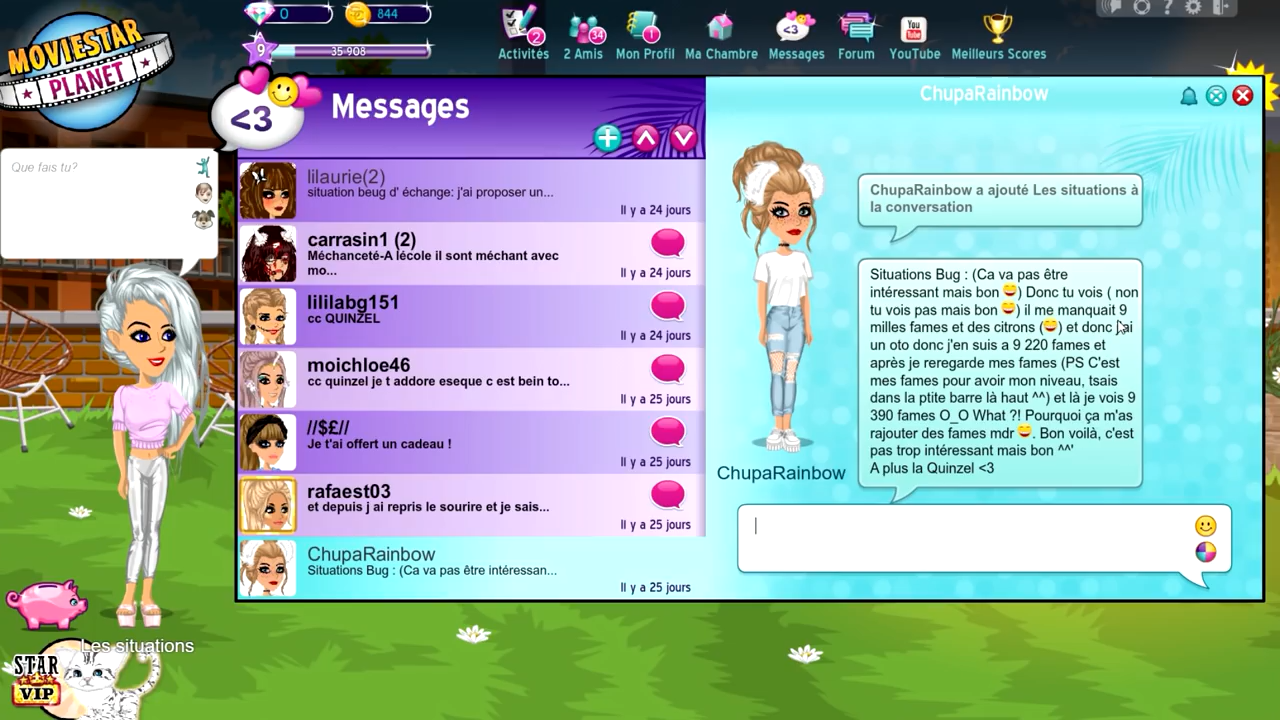 MOVIESTAR
PLANET
0
844
9
35 908
Activités
2
34
2 Amis
1
Mon Profil
Ma Chambre
<3
Messages
Forum
You
Tube
YouTube
Meilleurs Scores
Que fais tu?
<3
Messages
lilaurie(2)
situation beug d' échange: j'ai proposer un...
Il y a 24 jours
carrasin1 (2)
Méchanceté-A lécole il sont méchant avec
mo...
Il y a 24 jours
lililabg151
cc QUINZEL
Il y a 24 jours
moichloe46
cc quinzel je t addore eseque c est bein to...
Il y a 25 jours
//$£//
Je t'ai offert un cadeau !
Il y a 25 jours
rafaest03
et depuis j ai repris le sourire et je sais...
Il y a 25 jours
ChupaRainbow
Situations Bug : (Ca va pas être intéressan...
Il y a 25 jours
ChupaRainbow
ChupaRainbow a ajouté Les situations à
la conversation
Situations Bug : (Ca va pas être
intéressant mais bon 😄) Donc tu vois ( non
tu vois pas mais bon 😄) il me manquait 9
milles fames et des citrons (😄) et donc j'ai
un oto donc j'en suis a 9 220 fames et
après je reregarde mes fames (PS C'est
mes fames pour avoir mon niveau, tsais
dans la ptite barre là haut ^^) et là je vois 9
390 fames O_O What ?! Pourquoi ça m'as
rajouter des fames mdr 😄. Bon voilà, c'est
pas trop intéressant mais bon ^^'
A plus la Quinzel <3
ChupaRainbow
Les situations
STAR
VIP